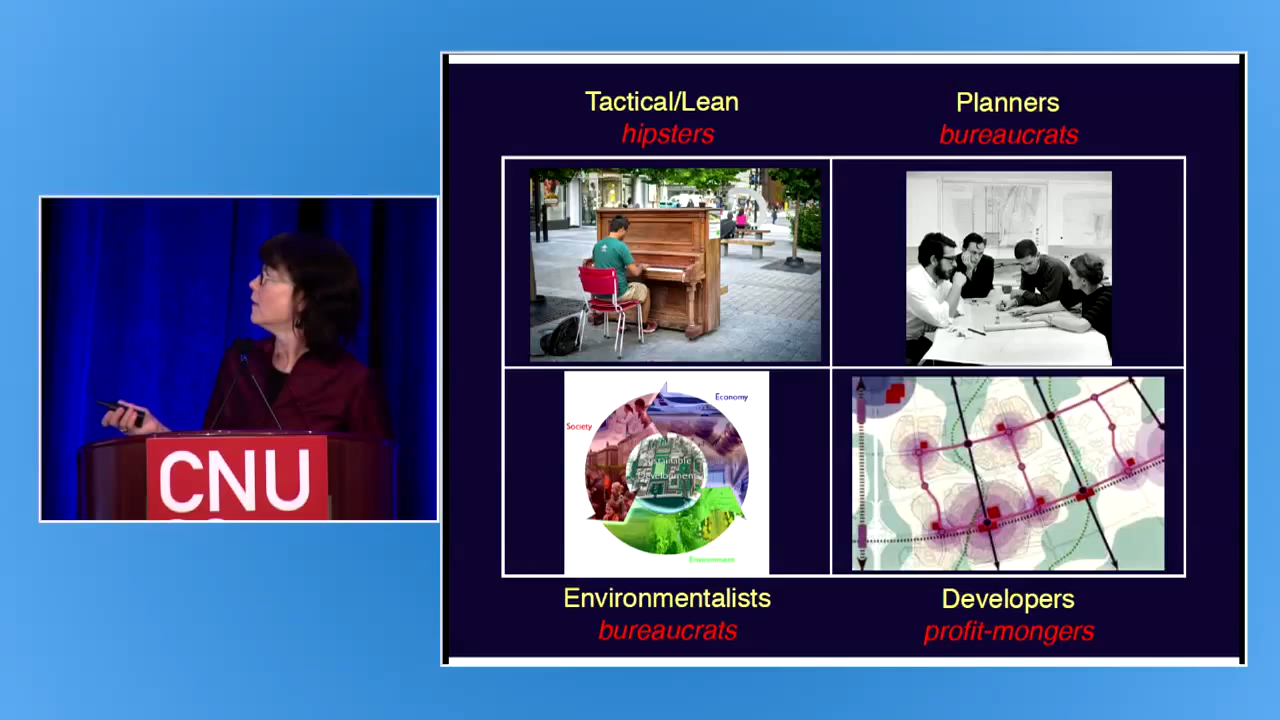 Tactical/Lean
hipsters
Planners
bureaucrats
Economy
Society
Environmentalists
bureaucrats
Developers
profit-mongers
CNU